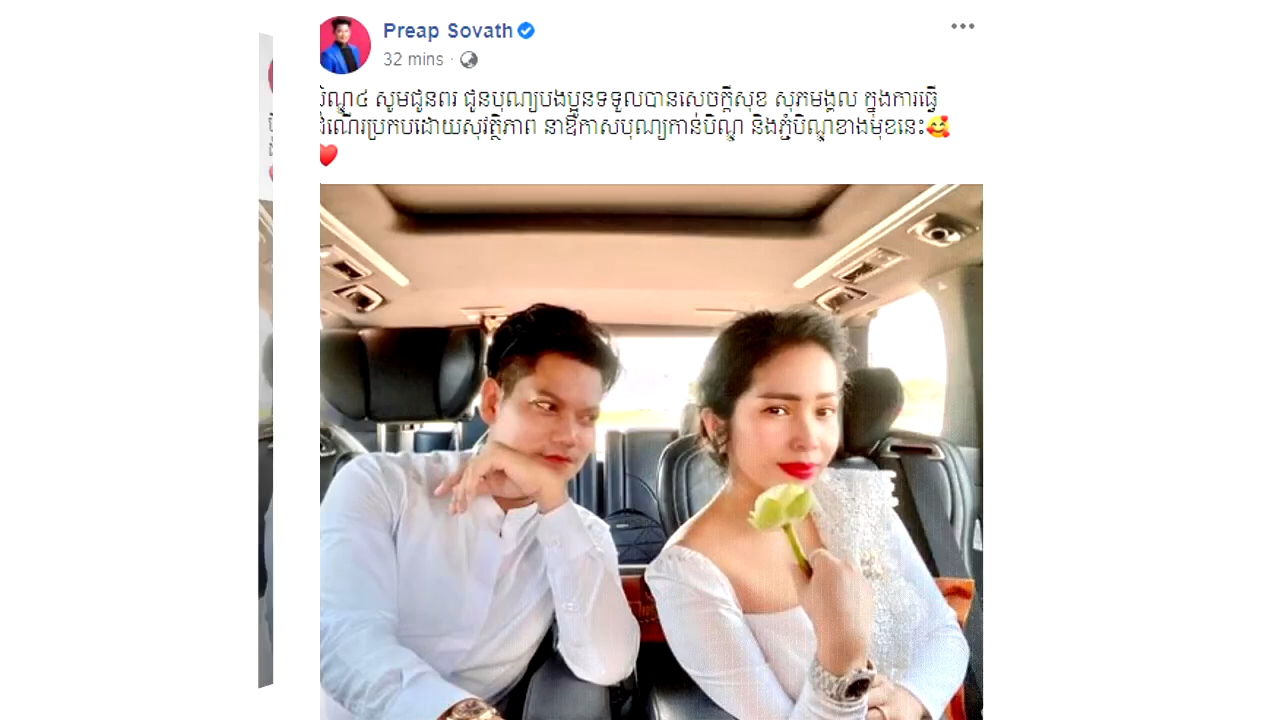 Preap Sovath
32 mins ·
បិណ្ឌ៤ សូមជូនពរ ជូនបុណ្យបងប្អូនទទួលបានសេចក្តីសុខ សុភមង្គល ក្នុងការធ្វើ
ដំណើរប្រកបដោយសុវត្ថិភាព នាឱកាសបុណ្យកាន់បិណ្ឌ និងភ្ជុំបិណ្ឌខាងមុខនេះ🥰
❤️